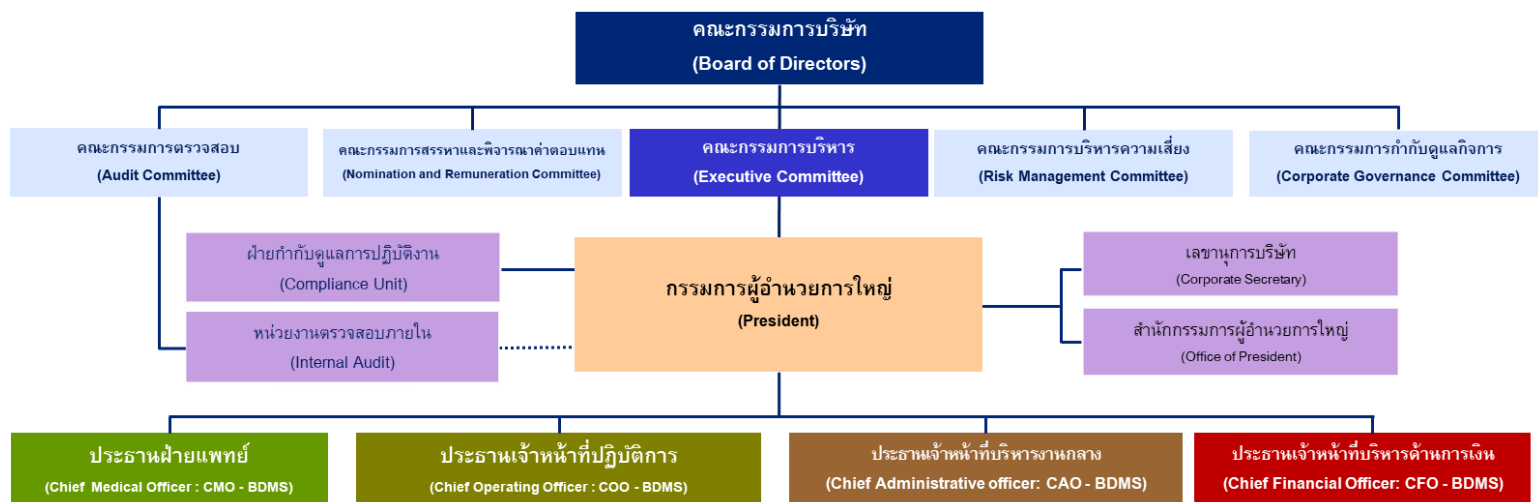 คณะกรรมการบริษัท
(Board of Directors)
คณะกรรมการตรวจสอบ
(Audit Committee)
คณะกรรมการสรรหาและพิจารณาค่าตอบแทน
(Nomination and Remuneration Committee)
คณะกรรมการบริหาร
(Executive Committee)
คณะกรรมการบริหารความเสี่ยง
(Risk Management Committee)
คณะกรรมการกำกับดูแลกิจการ
(Corporate Governance Committee)
ฝ่ายกำกับดูแลการปฏิบัติงาน
(Compliance Unit)
หน่วยงานตรวจสอบภายใน
(Internal Audit)
กรรมการผู้อำนวยการใหญ่
(President)
เลขานุการบริษัท
(Corporate Secretary)
สำนักกรรมการผู้อำนวยการใหญ่
(Office of President)
ประธานฝ่ายแพทย์
(Chief Medical Officer : CMO - BDMS)
ประธานเจ้าหน้าที่ปฏิบัติการ
(Chief Operating Officer : COO - BDMS)
ประธานเจ้าหน้าที่บริหารงานกลาง
(Chief Administrative officer: CAO - BDMS)
ประธานเจ้าหน้าที่บริหารด้านการเงิน
(Chief Financial Officer: CFO - BDMS)